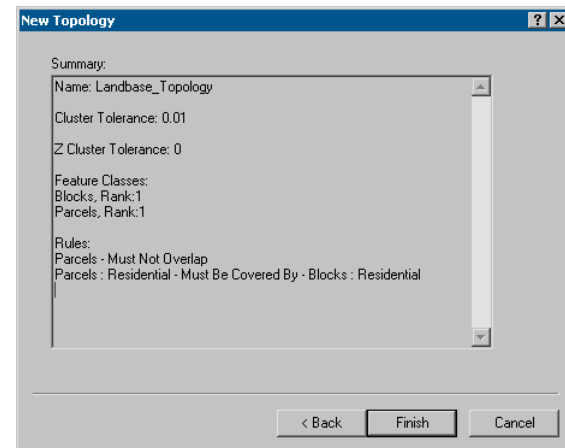 New Topology
Summary:
Name: Landbase_Topology
Cluster Tolerance: 0.01
Z Cluster Tolerance: 0
Feature Classes:
Blocks, Rank:1
Parcels, Rank:1
Rules:
Parcels - Must Not Overlap
Parcels : Residential - Must Be Covered By - Blocks : Residential
< Back Finish Cancel